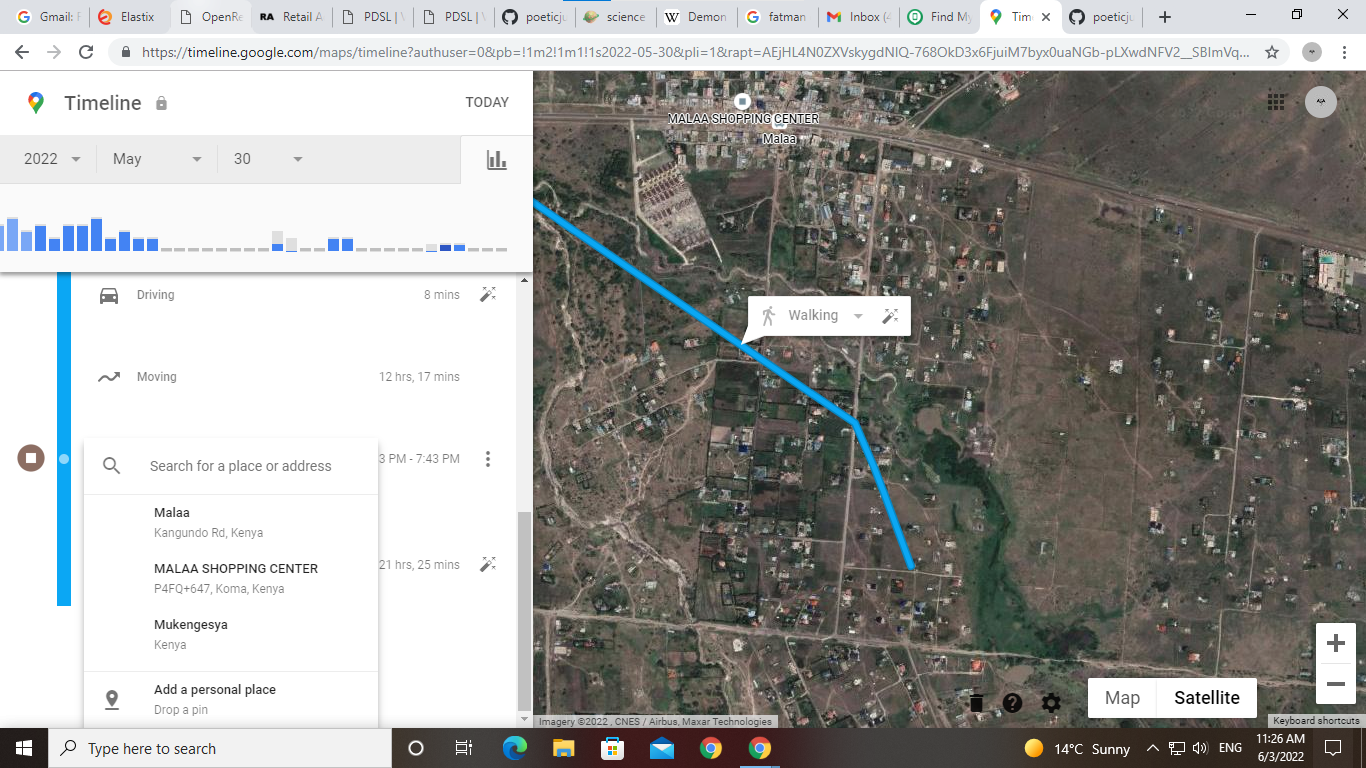 Gmail: F
Elastix
OpenRe
Retail A
PDSL | V
PDSL | V
poeticju
science
Demon
fatman
Inbox (4
Find My
Time
poeticju
https://timeline.google.com/maps/timeline?authuser=0&pb=!1m2!1m1!1s2022-05-30&pli=1&rapt=AEjHL4N0ZXVskygdNIQ-768OkD3x6FjuiM7byx0uaNGb-pLXwdNFV2__SBImVq...
Timeline
TODAY
2022 May 30
Driving 8 mins
Moving 12 hrs, 17 mins
Search for a place or address
3 PM - 7:43 PM
Malaa
Kangundo Rd, Kenya
MALAA SHOPPING CENTER
P4FQ+647, Koma, Kenya
21 hrs, 25 mins
Mukengesya
Kenya
Add a personal place
Drop a pin
MALAA SHOPPING CENTER
Malaa
Walking
Map Satellite
Imagery ©2022 , CNES / Airbus, Maxar Technologies
Keyboard shortcuts
Type here to search
14°C Sunny
ENG
11:26 AM
6/3/2022